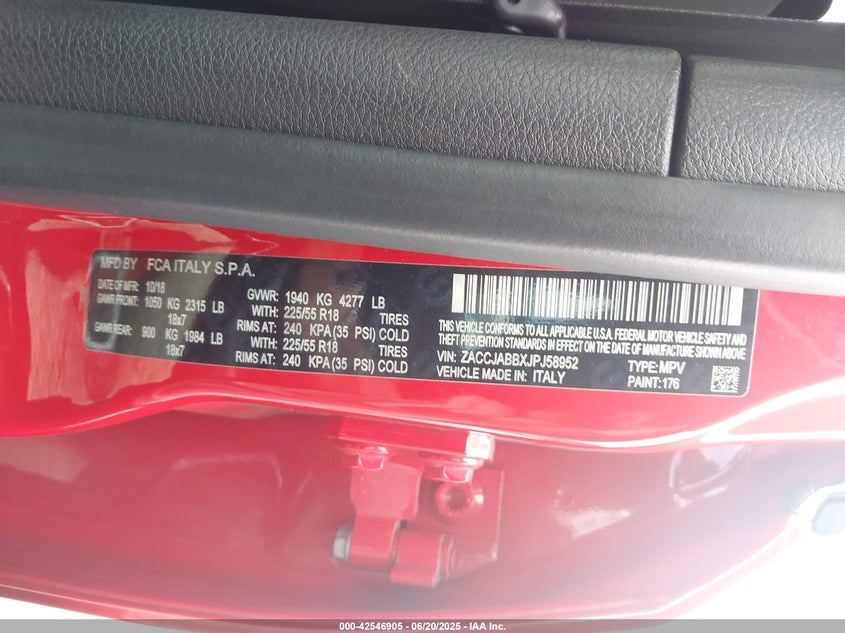 MFD BY FCA ITALY S.P.A.
DATE OF MFR: 10/18
GAWR FRONT: 1050 KG 2315 LB
18x7
GAWR REAR: 900 KG 1984 LB
18x7
GVWR: 1940 KG 4277 LB
WITH: 225/55 R18 TIRES
RIMS AT: 240 KPA (35 PSI) COLD
WITH: 225/55 R18 TIRES
RIMS AT: 240 KPA (35 PSI) COLD
THIS VEHICLE CONFORMS TO ALL APPLICABLE U.S.A. FEDERAL MOTOR VEHICLE SAFETY AND
THEFT PREVENTION STANDARDS IN EFFECT ON THE DATE OF MANUFACTURE SHOWN ABOVE
VIN: ZACCJABBXJPJ58952 TYPE: MPV
VEHICLE MADE IN: ITALY PAINT: 176
000-42546905 - 06/20/2025 - IAA Inc.